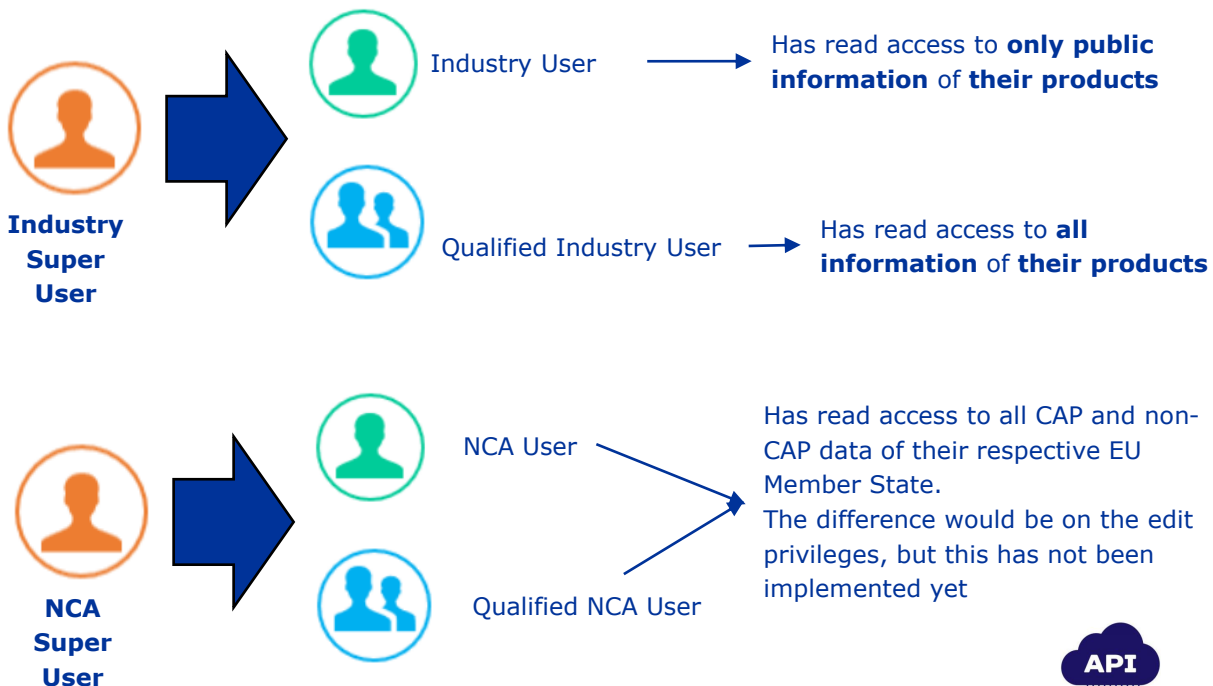 Industry User
Has read access to only public
information of their products
Industry
Super
User
Qualified Industry User
Has read access to all
information of their products
NCA User
Has read access to all CAP and non-
CAP data of their respective EU
Member State.
The difference would be on the edit
privileges, but this has not been
implemented yet
Qualified NCA User
NCA
Super
User
API